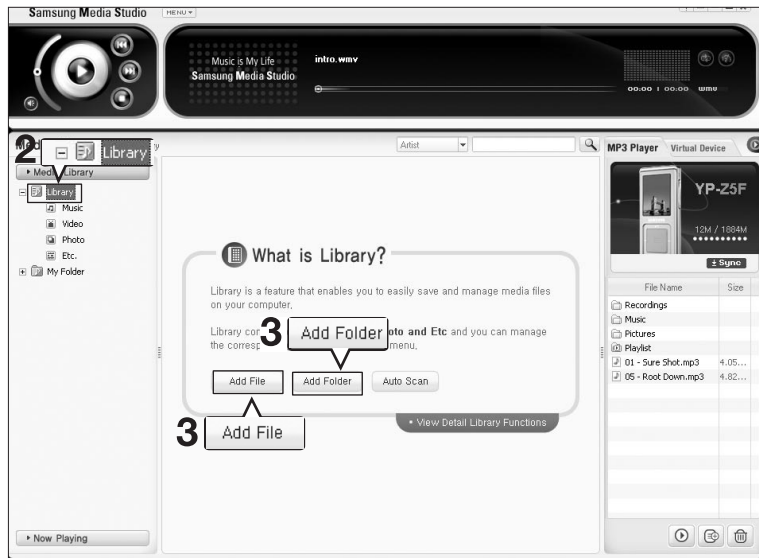 Samsung Media Studio
MENU
Music is My Life
Samsung Media Studio
intro.wmv
00:00 | 00:00 wmv
2
Library
Artist
MP3 Player
Virtual Device
Media Library
Library
Music
Video
Photo
Etc.
My Folder
YP-Z5F
12M / 1884M
Sync
File Name
Size
Recordings
Music
Pictures
Playlist
01 - Sure Shot.mp3 4.05...
05 - Root Down.mp3 4.82...
What is Library?
Library is a feature that enables you to easily save and manage media files
on your computer.
Library con
oto and Etc and you can manage
the corresp
menu.
3
Add Folder
Add File
Add Folder
Auto Scan
3
Add File
• View Detail Library Functions
Now Playing